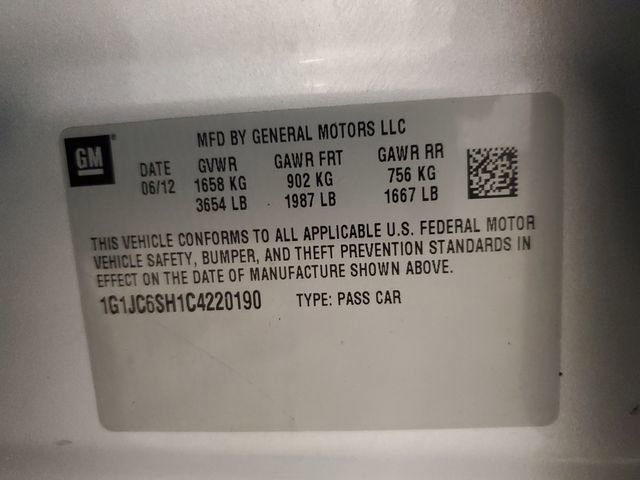 MFD BY GENERAL MOTORS LLC
GM
DATE GVWR GAWR FRT GAWR RR
06/12 1658 KG 902 KG 756 KG
3654 LB 1987 LB 1667 LB
THIS VEHICLE CONFORMS TO ALL APPLICABLE U.S. FEDERAL MOTOR
VEHICLE SAFETY, BUMPER, AND THEFT PREVENTION STANDARDS IN
EFFECT ON THE DATE OF MANUFACTURE SHOWN ABOVE.
1G1JC6SH1C4220190 TYPE: PASS CAR